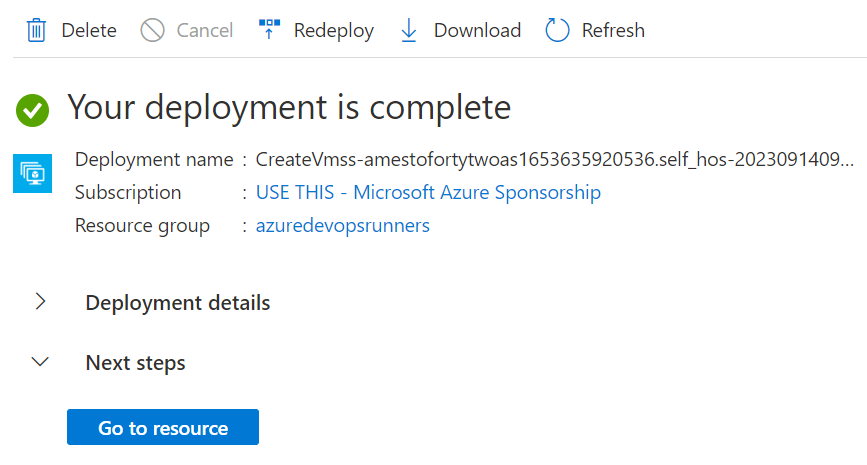 Delete Cancel Redeploy Download Refresh
Your deployment is complete
Deployment name : CreateVmss-amestofortytwoas1653635920536.self_hos-2023091409...
Subscription : USE THIS - Microsoft Azure Sponsorship
Resource group : azuredevopsrunners
Deployment details
Next steps
Go to resource